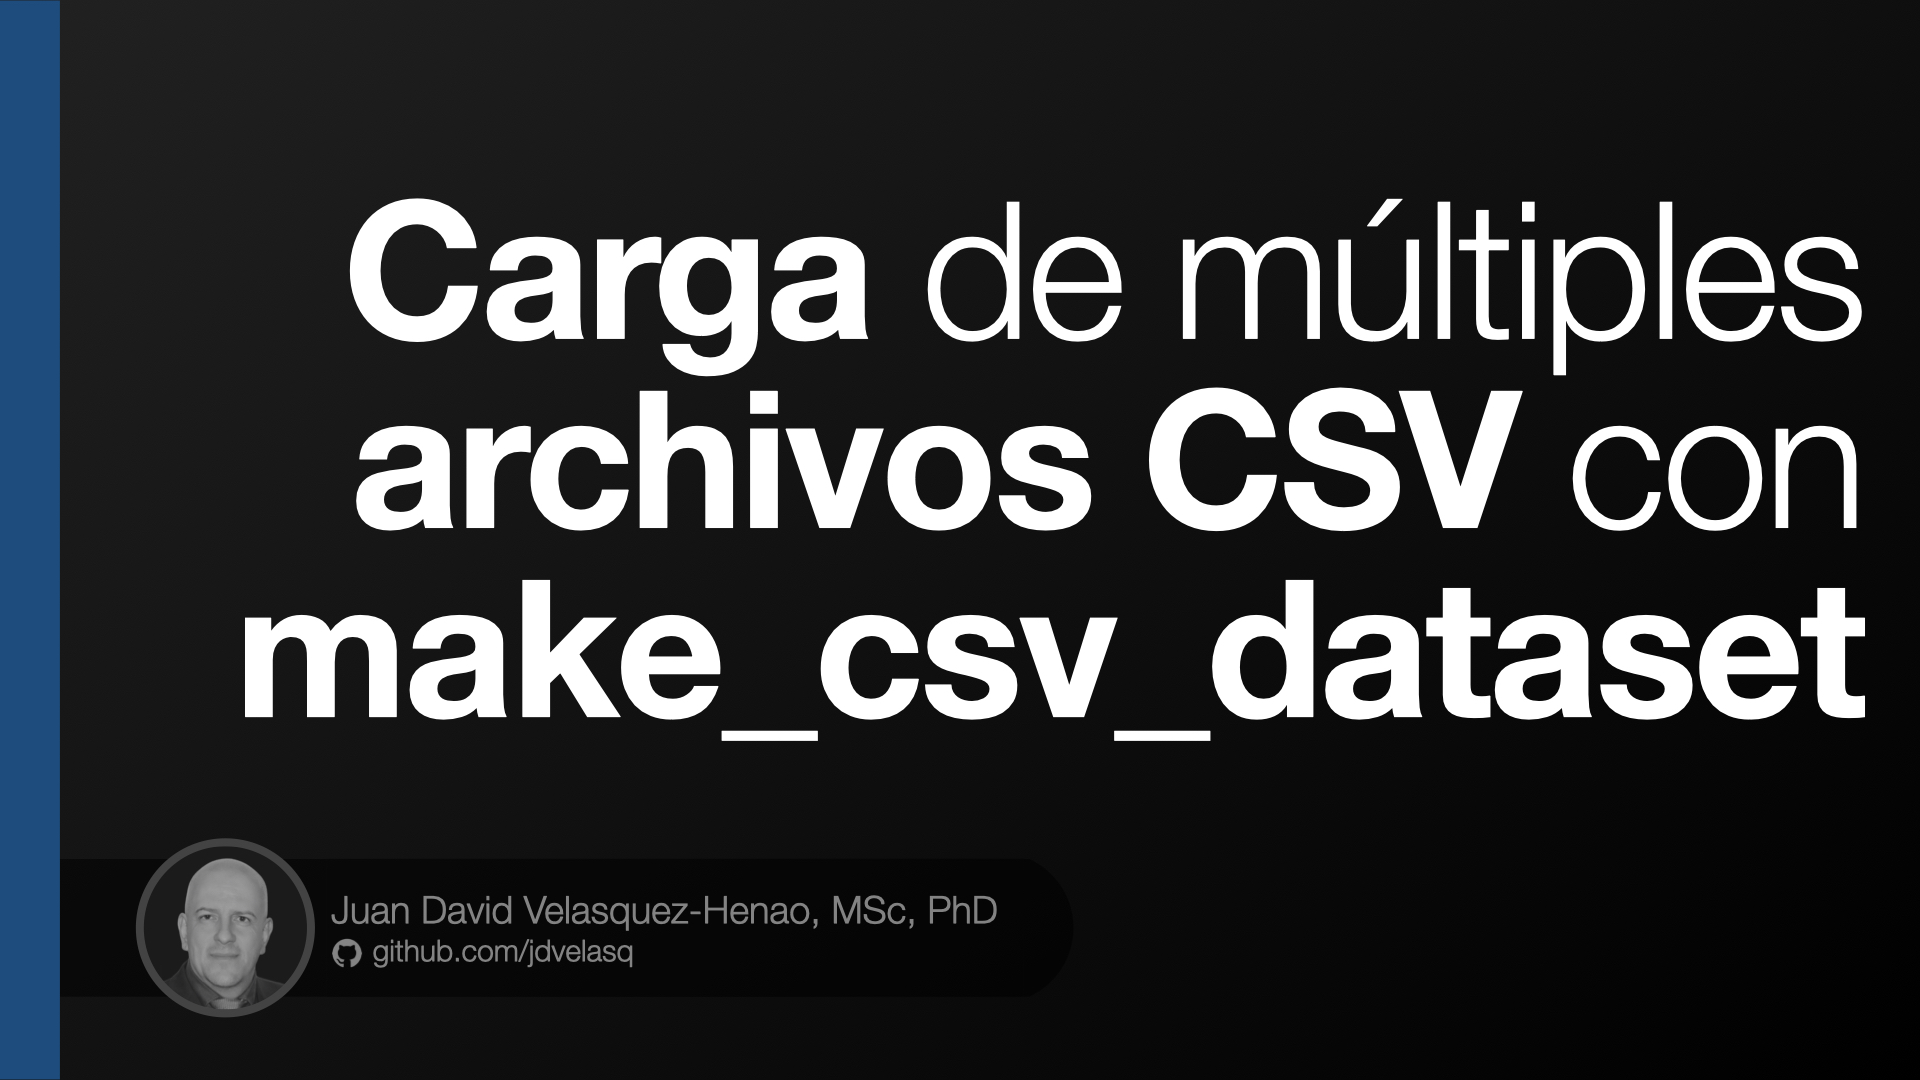 Carga de múltiples
archivos CSV con
make_csv_dataset
Juan David Velasquez-Henao, MSc, PhD
github.com/jdvelasq